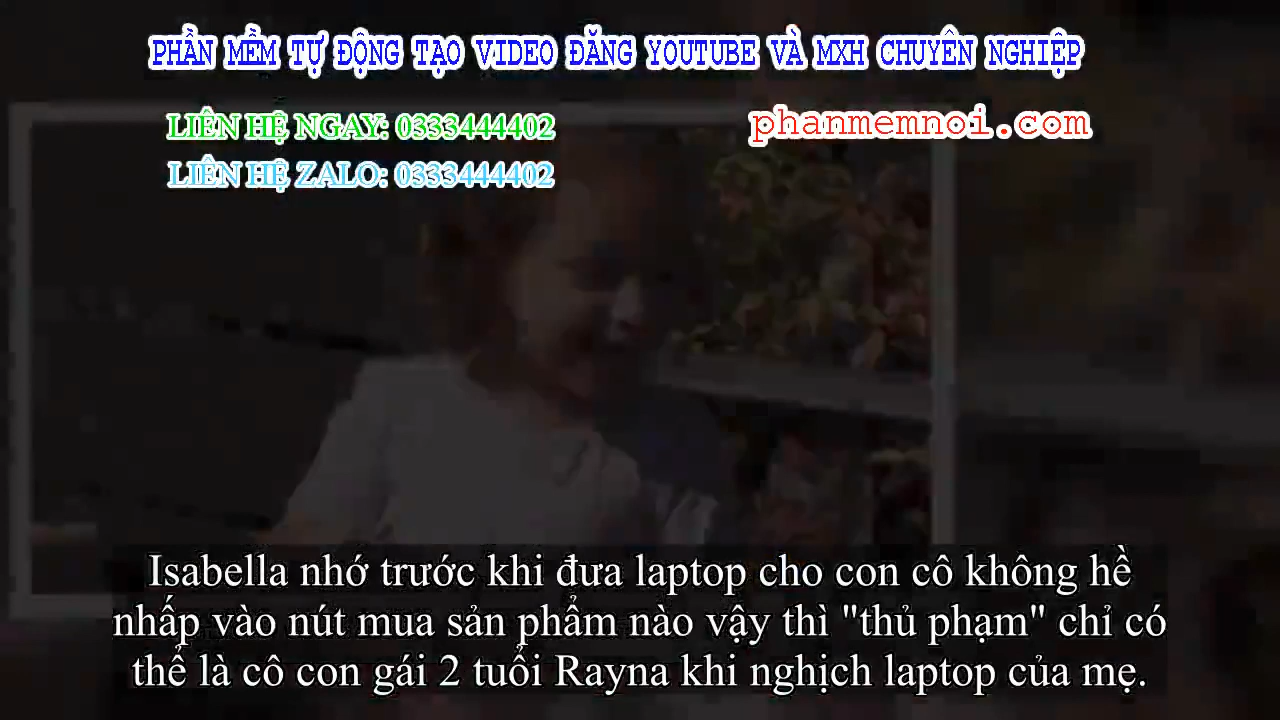 PHẦN MỀM TỰ ĐỘNG TẠO VIDEO ĐĂNG YOUTUBE VÀ MXH CHUYÊN NGHIỆP
LIÊN HỆ NGAY: 0333444402
phanmemnoi.com
LIÊN HỆ ZALO: 0333444402
Isabella nhớ trước khi đưa laptop cho con cô không hề
nhấp vào nút mua sản phẩm nào vậy thì "thủ phạm" chỉ có
thể là cô con gái 2 tuổi Rayna khi nghịch laptop của mẹ.